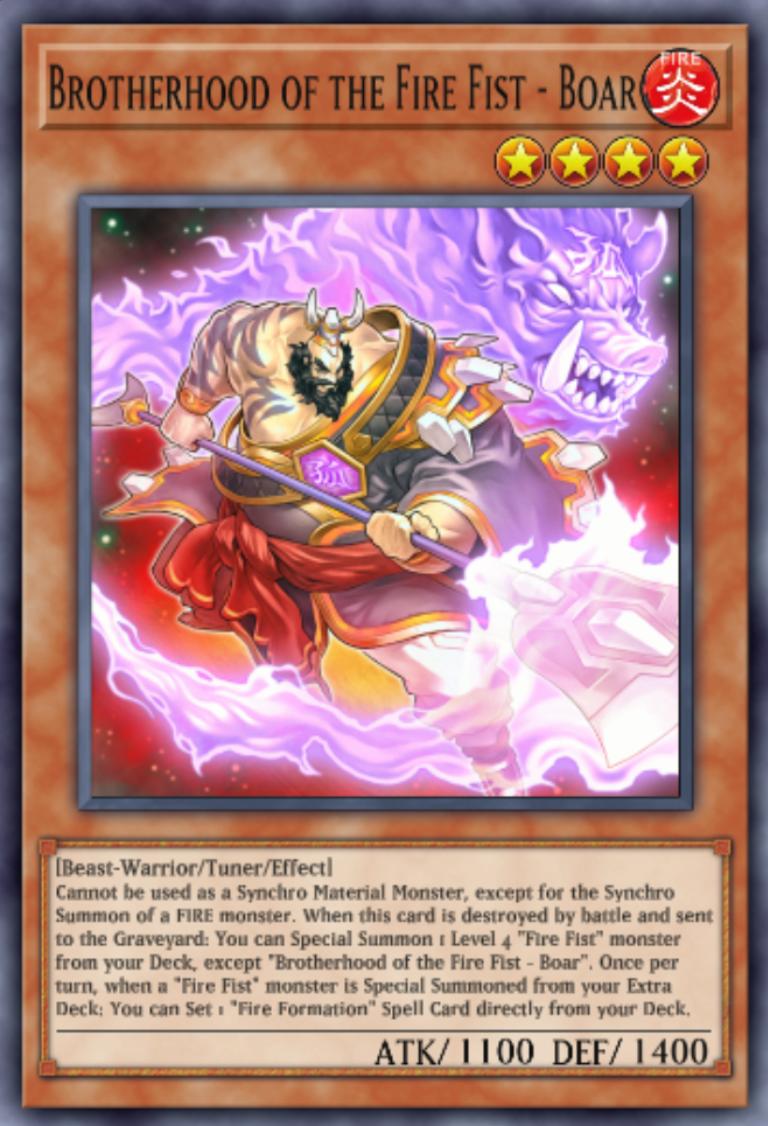 BROTHERHOOD OF THE FIRE FIST - BOAR
FIRE
炎
[Beast-Warrior/Tuner/Effect]
Cannot be used as a Synchro Material Monster, except for the Synchro
Summon of a FIRE monster. When this card is destroyed by battle and sent
to the Graveyard: You can Special Summon 1 Level 4 "Fire Fist" monster
from your Deck, except "Brotherhood of the Fire Fist - Boar". Once per
turn, when a "Fire Fist" monster is Special Summoned from your Extra
Deck: You can Set 1 "Fire Formation" Spell Card directly from your Deck.
ATK/ 1100 DEF/ 1400